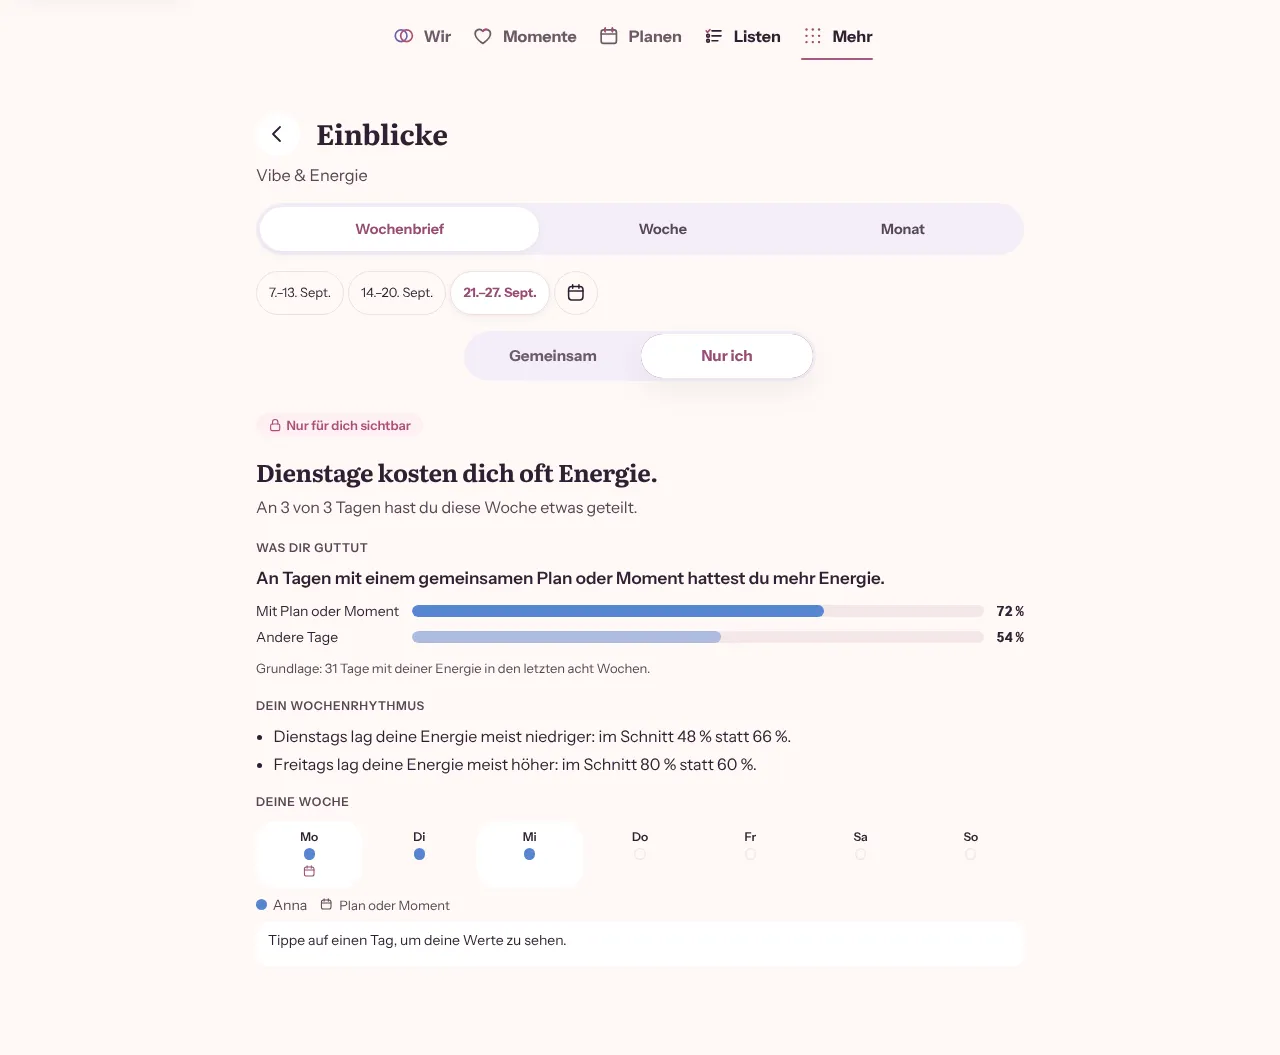 Wir Momente Planen Listen Mehr
Einblicke
Vibe & Energie
Wochenbrief Woche Monat
7.–13. Sept. 14.–20. Sept. 21.–27. Sept.
Gemeinsam Nur ich
Nur für dich sichtbar
Dienstage kosten dich oft Energie.
An 3 von 3 Tagen hast du diese Woche etwas geteilt.
WAS DIR GUTTUT
An Tagen mit einem gemeinsamen Plan oder Moment hattest du mehr Energie.
Mit Plan oder Moment 72 %
Andere Tage 54 %
Grundlage: 31 Tage mit deiner Energie in den letzten acht Wochen.
DEIN WOCHENRHYTHMUS
• Dienstags lag deine Energie meist niedriger: im Schnitt 48 % statt 66 %.
• Freitags lag deine Energie meist höher: im Schnitt 80 % statt 60 %.
DEINE WOCHE
Mo Di Mi Do Fr Sa So
Anna Plan oder Moment
Tippe auf einen Tag, um deine Werte zu sehen.